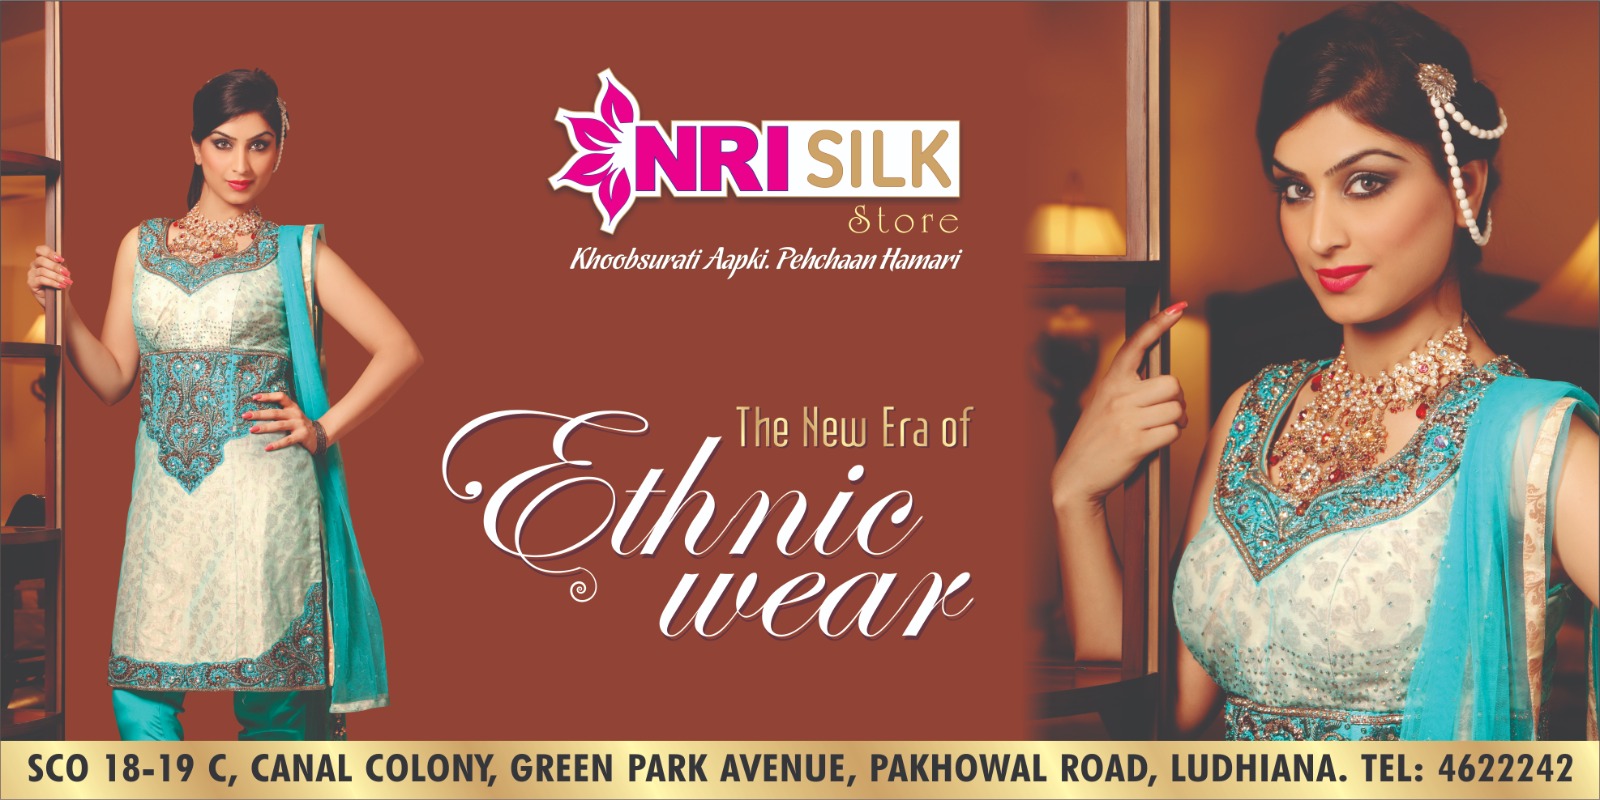 NRI SILK
Store
Khoobsurati Aapki. Pehchaan Hamari
The New Era of
Ethnic
wear
SCO 18-19 C, CANAL COLONY, GREEN PARK AVENUE, PAKHOWAL ROAD, LUDHIANA. TEL: 4622242